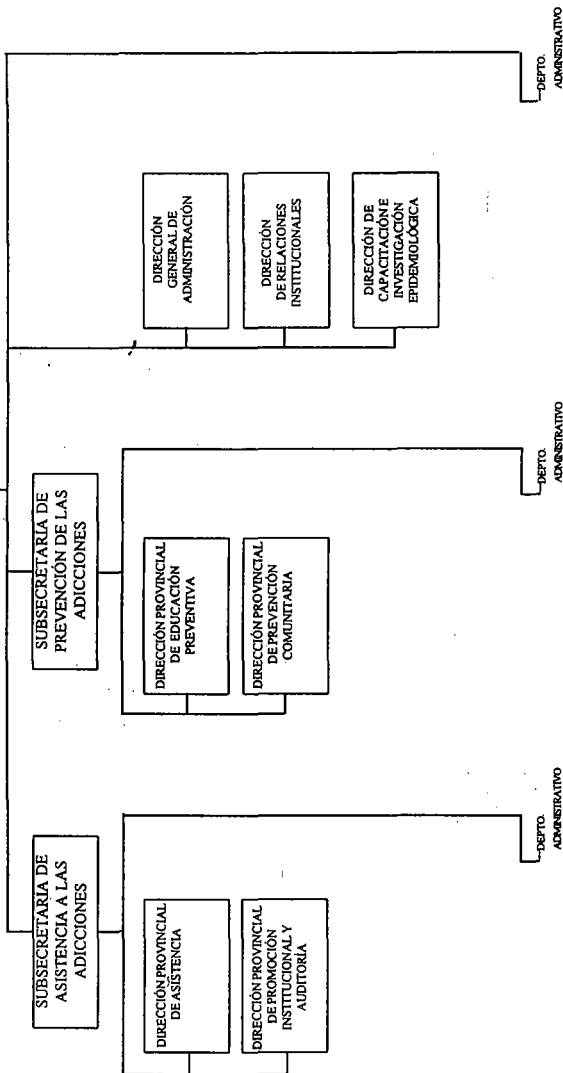 SUBSECRETARÍA DE
ASISTENCIA A LAS
ADICCIONES
DIRECCIÓN PROVINCIAL
DE ASISTENCIA
DIRECCIÓN PROVINCIAL
DE PROMOCIÓN
INSTITUCIONAL Y
AUDITORÍA
DEPTO.
ADMINISTRATIVO
SUBSECRETARÍA DE
PREVENCIÓN DE LAS
ADICCIONES
DIRECCIÓN PROVINCIAL
DE EDUCACIÓN
PREVENTIVA
DIRECCIÓN PROVINCIAL
DE PREVENCIÓN
COMUNITARIA
DEPTO.
ADMINISTRATIVO
DIRECCIÓN
GENERAL DE
ADMINISTRACIÓN
DIRECCIÓN
DE RELACIONES
INSTITUCIONALES
DIRECCIÓN DE
CAPACITACIÓN E
INVESTIGACIÓN
EPIDEMIOLÓGICA
DEPTO.
ADMINISTRATIVO